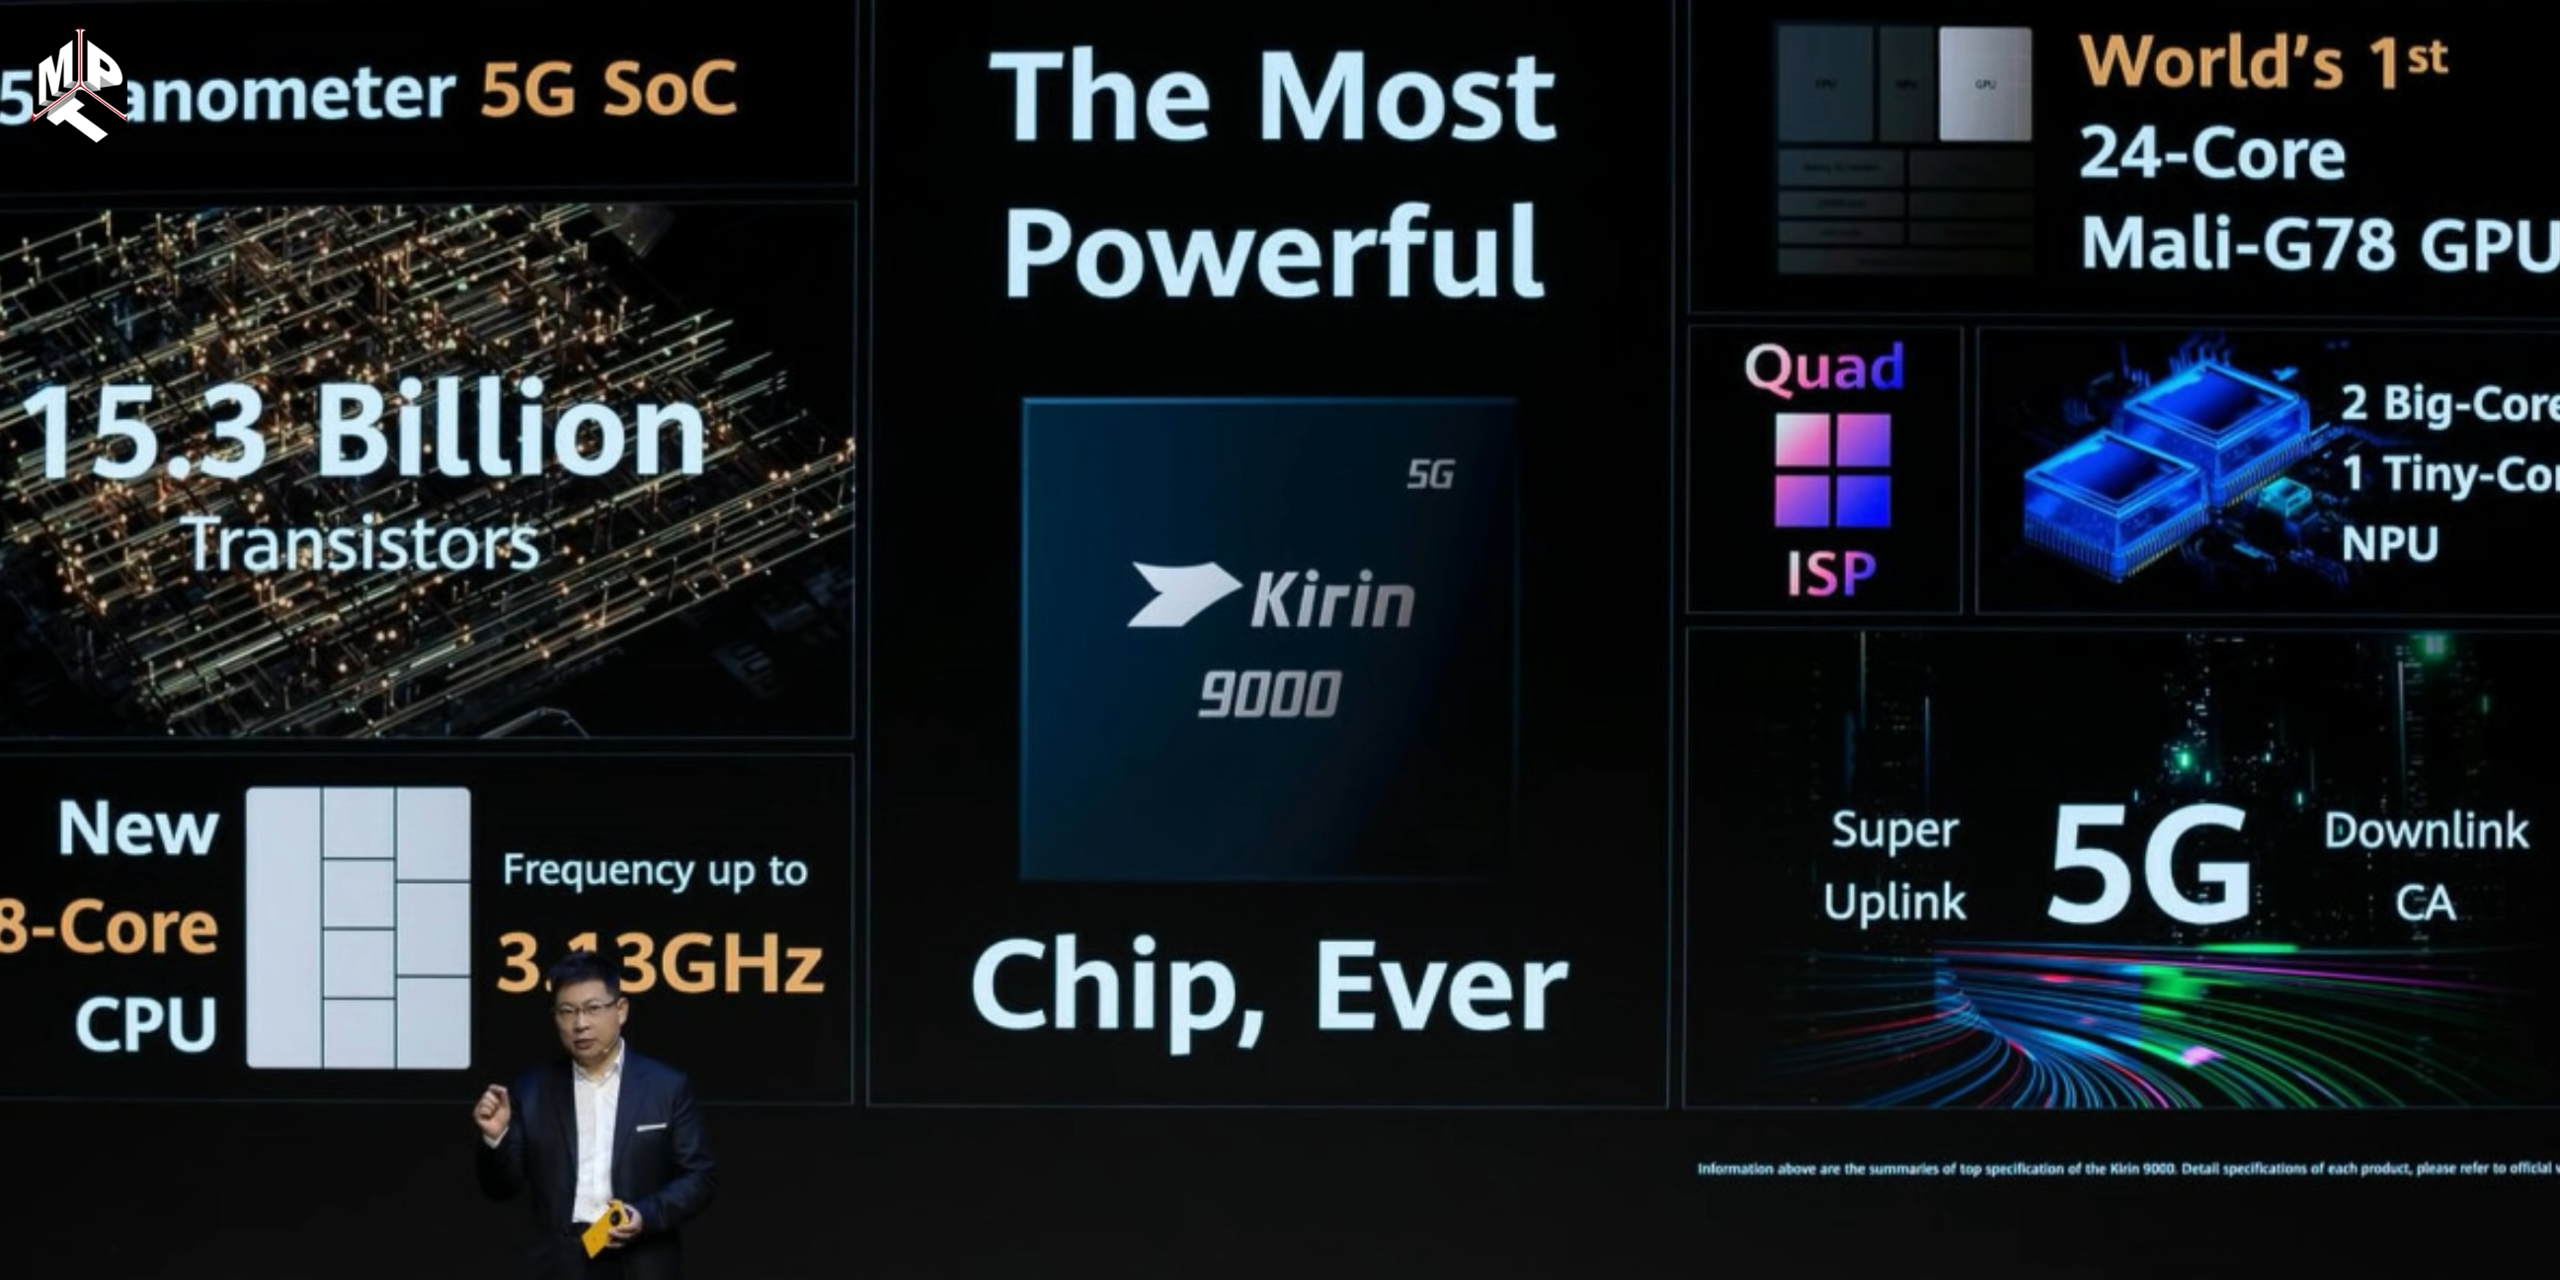 MPT
5 anometer 5G SoC
15.3 Billion
Transistors
New
8-Core
CPU
Frequency up to
3.13GHz
The Most
Powerful
5G
Kirin
9000
Chip, Ever
GPU
World's 1st
24-Core
Mali-G78 GPU
Quad
ISP
2 Big-Core
1 Tiny-Cor
NPU
Super
Uplink
5G
Downlink
CA
Information above are the summaries of top specification of the Kirin 9000. Detail specifications of each product, please refer to official